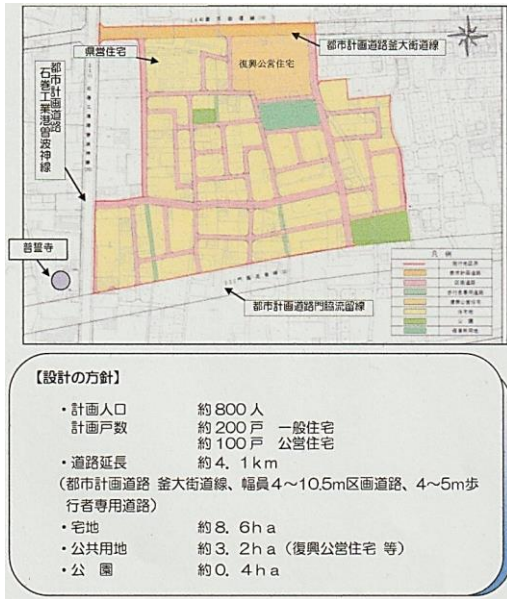 県営住宅
復興公営住宅
都市計画道路釜大街道線
都市計画道路
石巻工業港曽波神線
普誓寺
都市計画道路門脇流留線
凡例
【設計の方針】
・計画人口 約800人
計画戸数 約200戸 一般住宅
約100戸 公営住宅
・道路延長 約4．1km
（都市計画道路 釜大街道線、幅員4～10.5m区画道路、4～5m歩
行者専用道路）
・宅地 約8．6ha
・公共用地 約3．2ha（復興公営住宅 等）
・公 園 約0．4ha